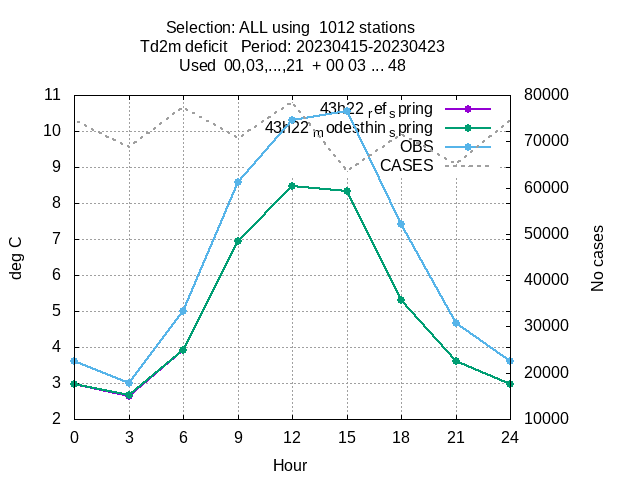 Selection: ALL using  1012 stations
Td2m deficit   Period: 20230415-20230423
Used  00,03,...,21  + 00 03 ... 48
43h22_ref_spring
43h22_modesthin_spring
OBS
CASES
11
10
9
8
7
6
5
4
3
2
deg C
80000
70000
60000
50000
40000
30000
20000
10000
No cases
0 3 6 9 12 15 18 21 24
Hour